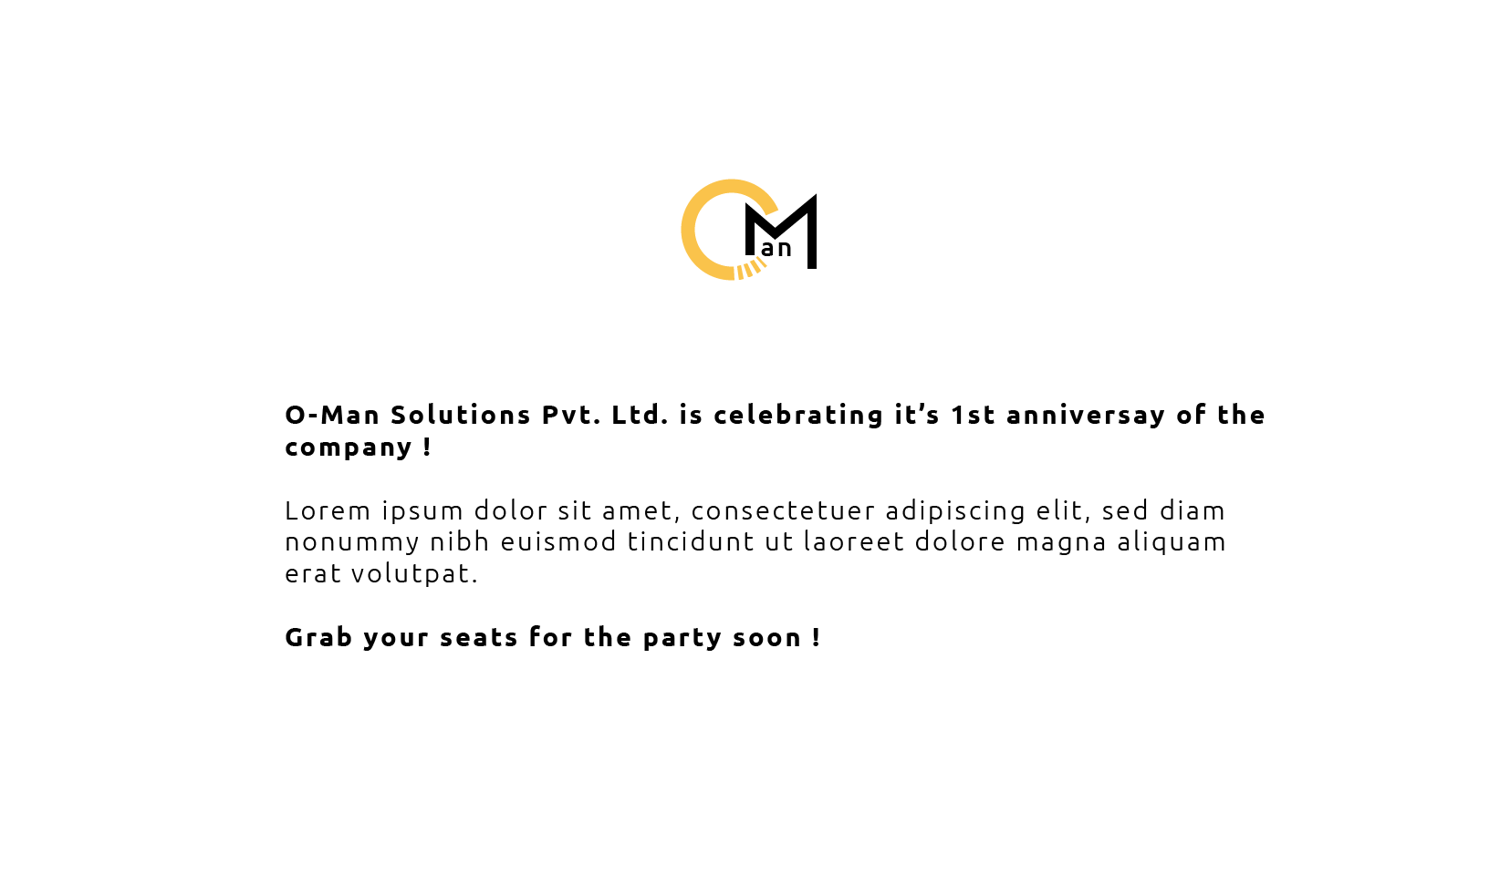 OM
an
O-Man Solutions Pvt. Ltd. is celebrating it’s 1st anniversay of the
company !
Lorem ipsum dolor sit amet, consectetuer adipiscing elit, sed diam
nonummy nibh euismod tincidunt ut laoreet dolore magna aliquam
erat volutpat.
Grab your seats for the party soon !